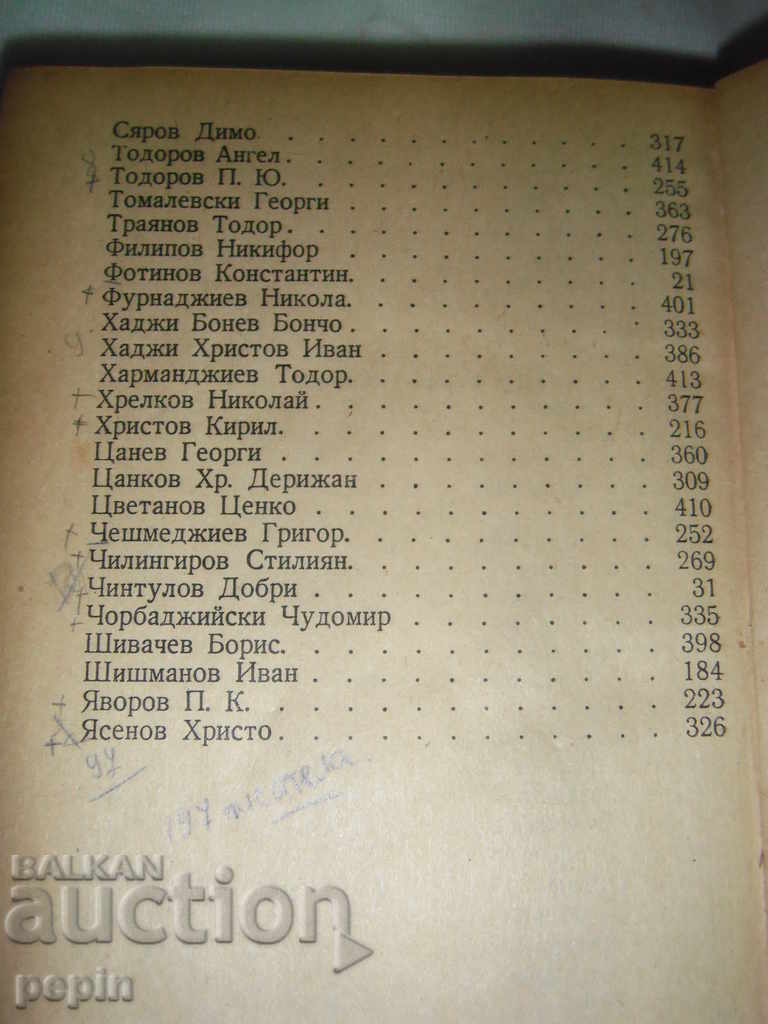 Сяров Димо . . . . . . . . . . . . 317
Тодоров Ангел . . . . . . . . . . . 414
Тодоров П. Ю. . . . . . . . . . . . 255
Томалевски Георги . . . . . . . . . . 363
Траянов Тодор . . . . . . . . . . . 276
Филипов Никифор . . . . . . . . . . 197
Фотинов Константин . . . . . . . . . 21
Фурнаджиев Никола . . . . . . . . . 401
Хаджи Бонев Бончо . . . . . . . . . 333
Хаджи Христов Иван . . . . . . . . . 386
Харманджиев Тодор . . . . . . . . . 413
Хрелков Николай . . . . . . . . . . 377
Христов Кирил . . . . . . . . . . . 216
Цанев Георги . . . . . . . . . . . . 360
Цанков Хр. Дерижан . . . . . . . . . 309
Цветанов Ценко . . . . . . . . . . . 410
Чешмеджиев Григор . . . . . . . . . 252
Чилингиров Стилиян . . . . . . . . . 269
Чинтулов Добри . . . . . . . . . . . 31
Чорбаджийски Чудомир . . . . . . . . 335
Шивачев Борис . . . . . . . . . . . 398
Шишманов Иван . . . . . . . . . . . 184
Яворов П. К. . . . . . . . . . . . . 223
Ясенов Христо . . . . . . . . . . . 326
97
197 писателя
BALKAN
auction
pepin